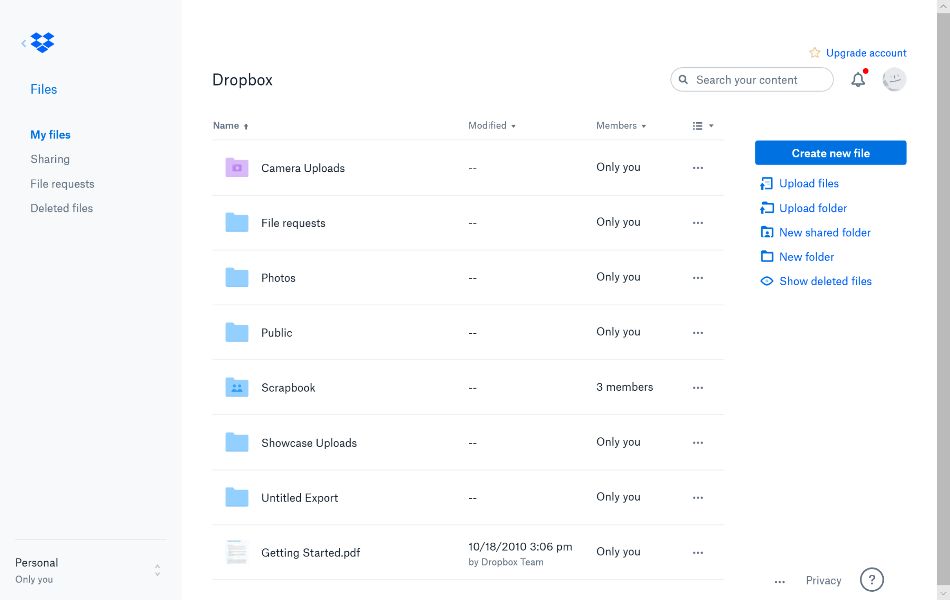 Upgrade account
Dropbox
Search your content
Files
My files
Sharing
File requests
Deleted files
Name Modified Members
Camera Uploads -- Only you
File requests -- Only you
Photos -- Only you
Public -- Only you
Scrapbook -- 3 members
Showcase Uploads -- Only you
Untitled Export -- Only you
Getting Started.pdf 10/18/2010 3:06 pm Only you
by Dropbox Team
Create new file
Upload files
Upload folder
New shared folder
New folder
Show deleted files
Personal
Only you
Privacy
?